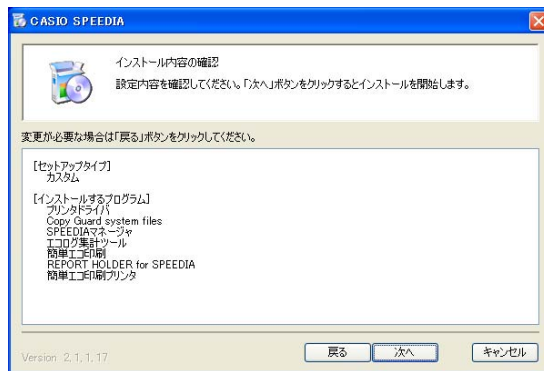 CASIO SPEEDIA
インストール内容の確認
設定内容を確認してください。「次へ」ボタンをクリックするとインストールを開始します。
変更が必要な場合は「戻る」ボタンをクリックしてください。
[セットアップタイプ]
カスタム
[インストールするプログラム]
プリンタドライバ
Copy Guard system files
SPEEDIAマネージャ
エコログ集計ツール
簡単エコ印刷
REPORT HOLDER for SPEEDIA
簡単エコ印刷プリンタ
Version 2, 1, 1, 17
戻る 次へ キャンセル